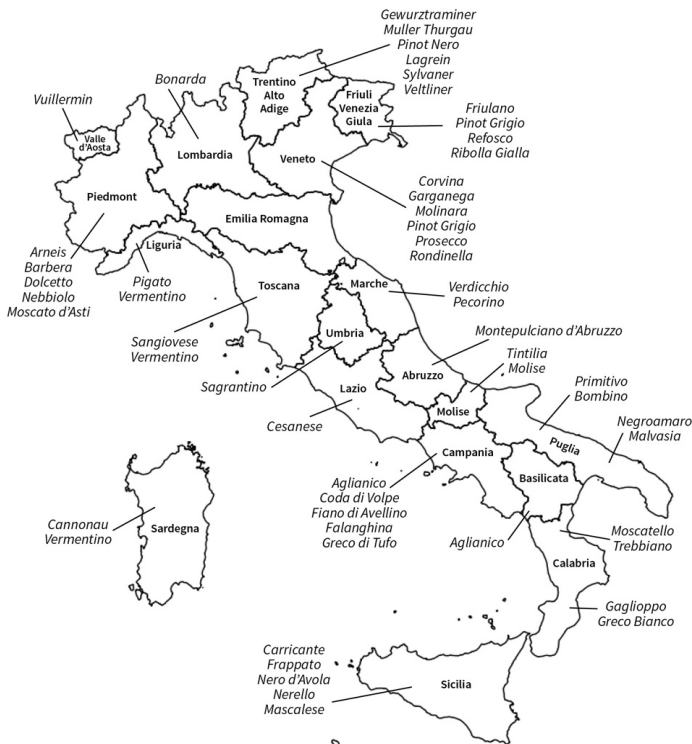 Gewurztraminer
Muller Thurgau
Pinot Nero
Lagrein
Sylvaner
Veltliner
Bonarda
Vuillermin
Trentino
Alto
Adige
Friuli
Venezia
Giula
Friulano
Pinot Grigio
Refosco
Ribolla Gialla
Valle
d'Aosta
Lombardia
Veneto
Piedmont
Corvina
Garganega
Molinara
Pinot Grigio
Prosecco
Rondinella
Emilia Romagna
Liguria
Arneis
Barbera
Dolcetto
Nebbiolo
Moscato d'Asti
Pigato
Vermentino
Toscana
Marche
Verdicchio
Pecorino
Sangiovese
Vermentino
Umbria
Montepulciano d'Abruzzo
Sagrantino
Abruzzo
Tintilia
Molise
Lazio
Primitivo
Bombino
Cesanese
Molise
Negroamaro
Malvasia
Puglia
Campania
Basilicata
Aglianico
Coda di Volpe
Fiano di Avellino
Falanghina
Greco di Tufo
Cannonau
Vermentino
Sardegna
Aglianico
Moscatello
Trebbiano
Calabria
Gaglioppo
Greco Bianco
Carricante
Frappato
Nero d'Avola
Nerello
Mascalese
Sicilia